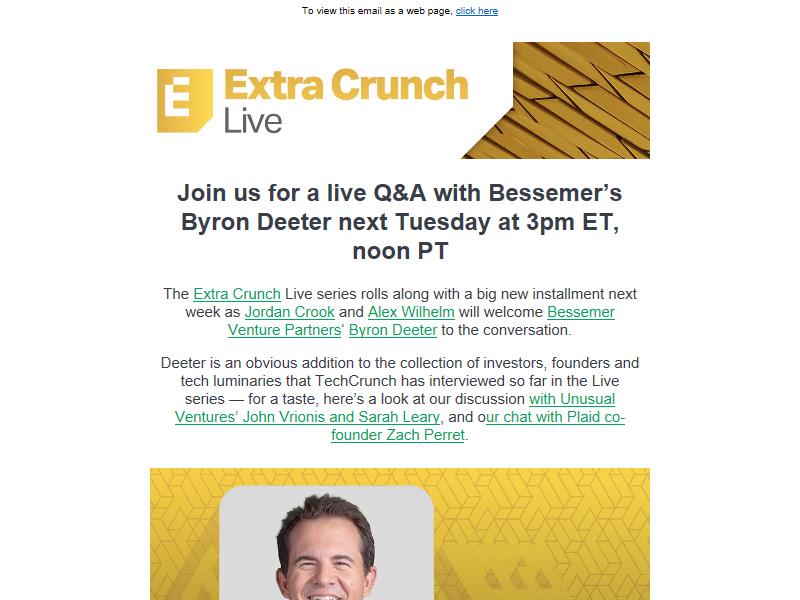 To view this email as a web page, click here
E
Extra Crunch
Live
Join us for a live Q&A with Bessemer’s
Byron Deeter next Tuesday at 3pm ET,
noon PT
The Extra Crunch Live series rolls along with a big new installment next
week as Jordan Crook and Alex Wilhelm will welcome Bessemer
Venture Partners‘ Byron Deeter to the conversation.
Deeter is an obvious addition to the collection of investors, founders and
tech luminaries that TechCrunch has interviewed so far in the Live
series — for a taste, here’s a look at our discussion with Unusual
Ventures’ John Vrionis and Sarah Leary, and our chat with Plaid co-
founder Zach Perret.